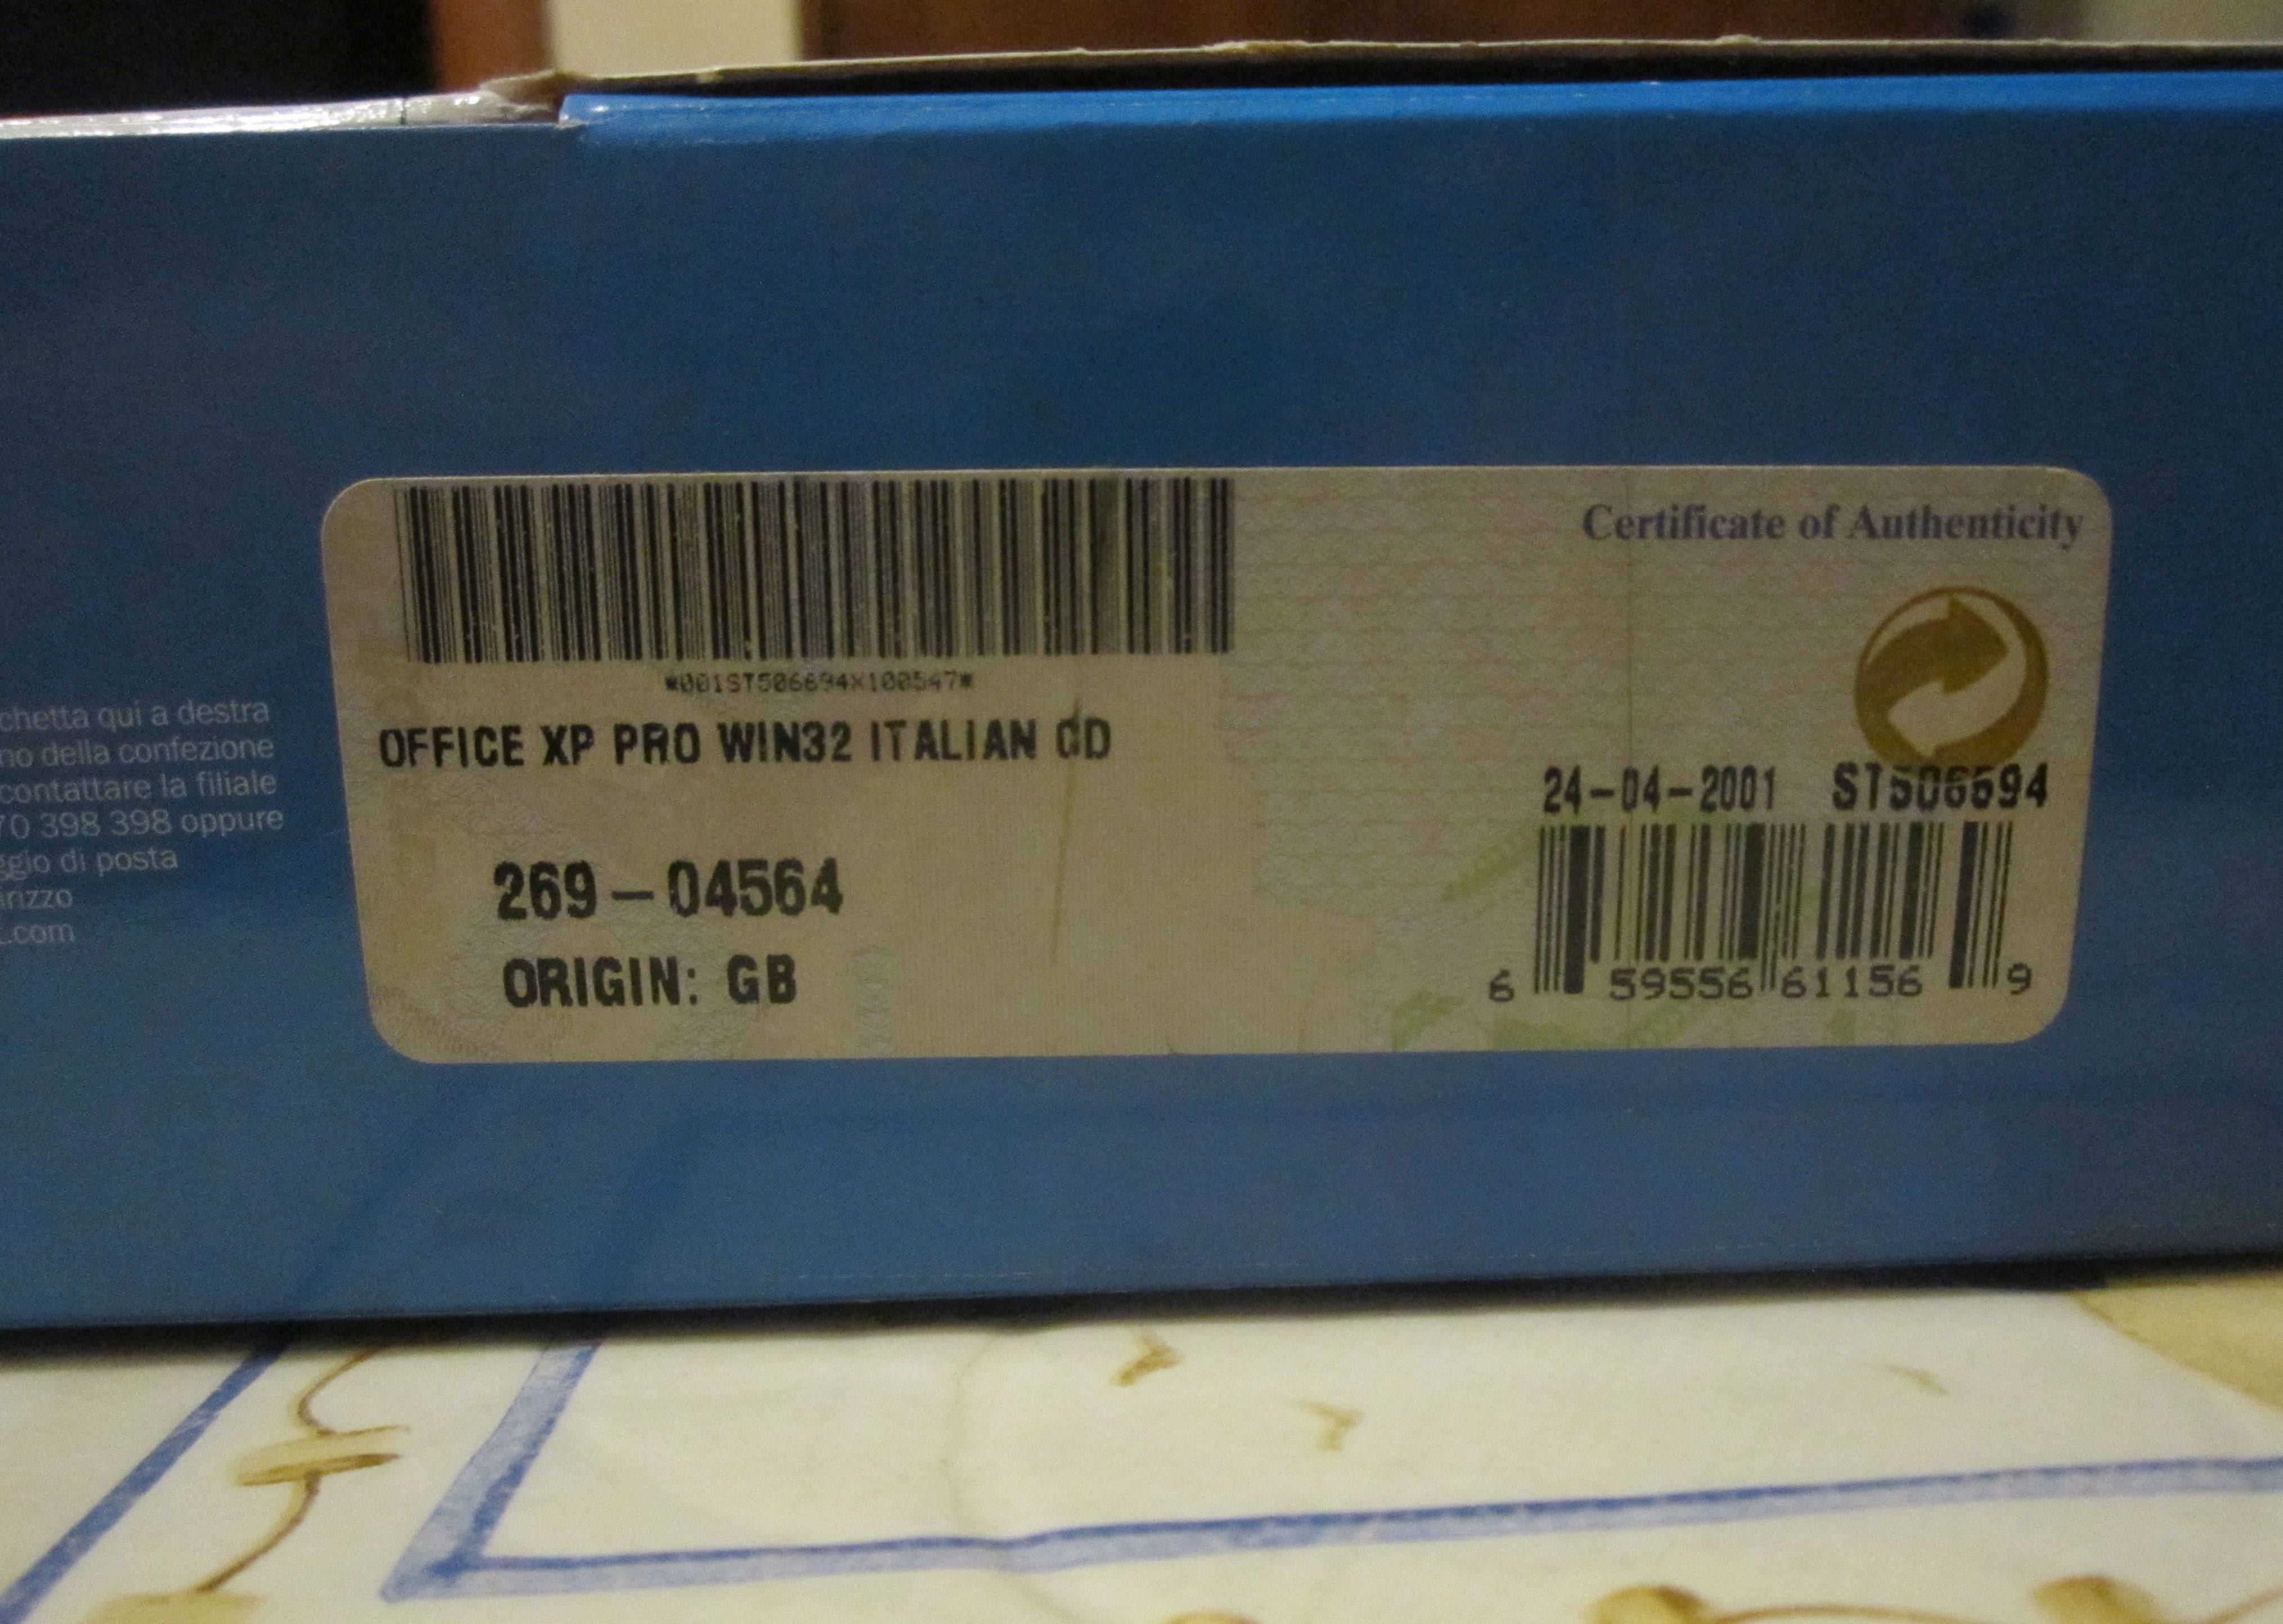 chetta qui a destra
no della confezione
contattare la filiale
70 398 398 oppure
ggio di posta
irizzo
.com
OFFICE XP PRO WIN32 ITALIAN CD
269-04564
ORIGIN: GB
Certificate of Authenticity
24-04-2001 ST506694
6 59556 61156 9